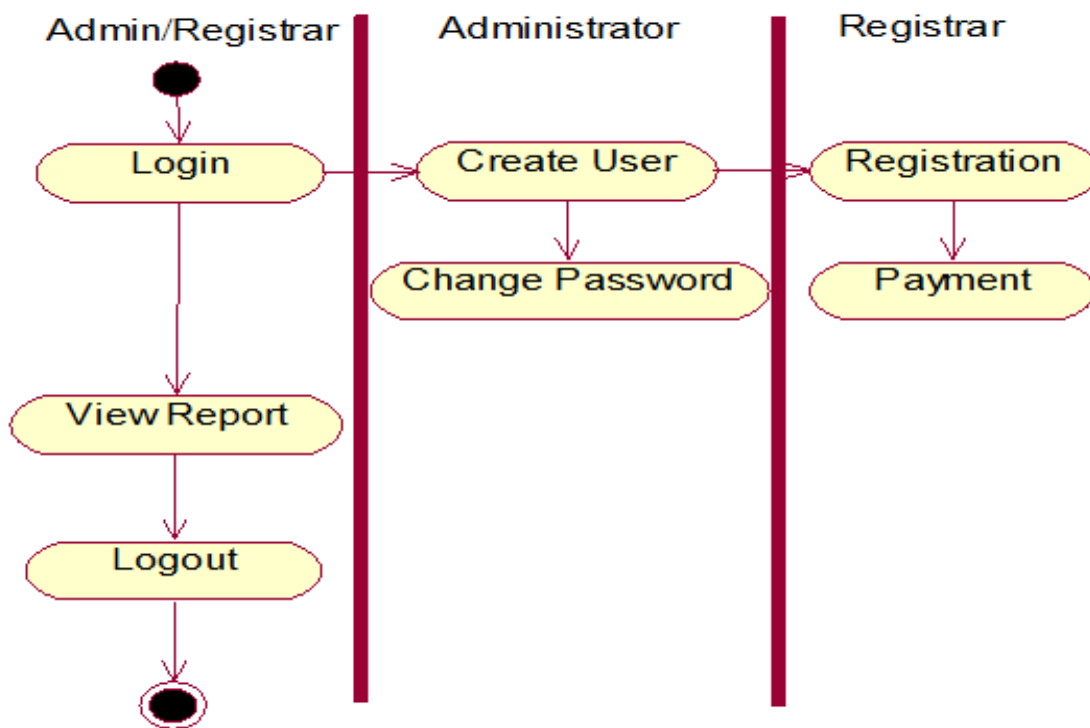 Admin/Registrar
Administrator
Registrar
Login
Create User
Registration
Change Password
Payment
View Report
Logout